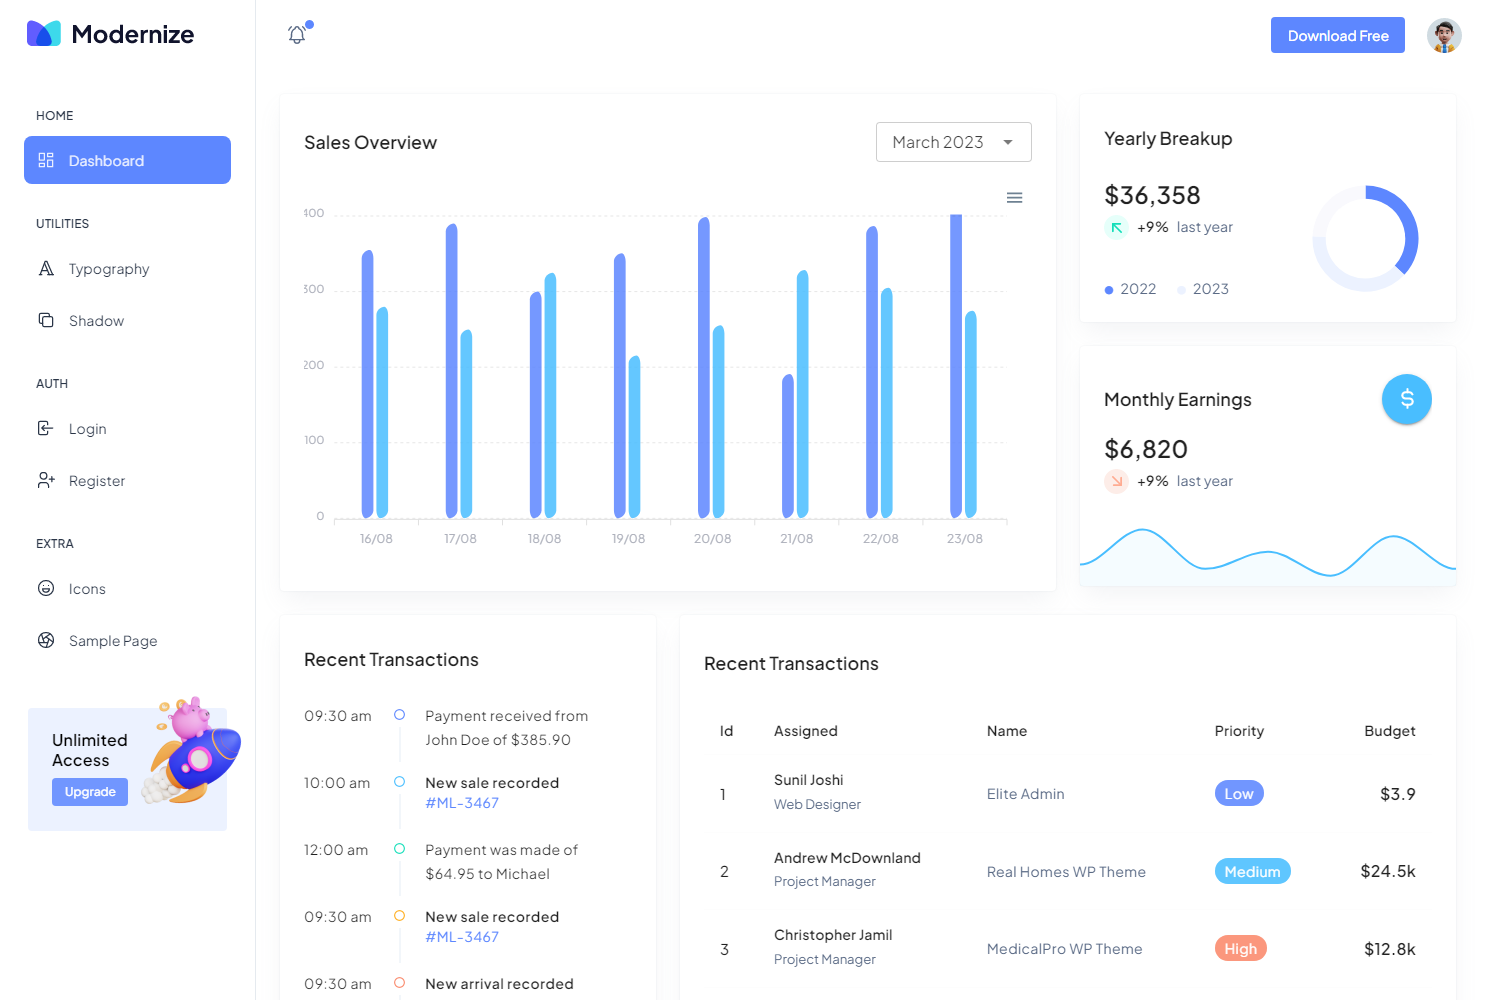 Modernize
Download Free
HOME
Dashboard
UTILITIES
Typography
Shadow
AUTH
Login
Register
EXTRA
Icons
Sample Page
Unlimited
Access
Upgrade
Sales Overview
March 2023
400
300
200
100
0
16/08 17/08 18/08 19/08 20/08 21/08 22/08 23/08
Yearly Breakup
$36,358
+9% last year
2022 2023
Monthly Earnings
$
$6,820
+9% last year
Recent Transactions
09:30 am Payment received from
John Doe of $385.90
10:00 am New sale recorded
#ML-3467
12:00 am Payment was made of
$64.95 to Michael
09:30 am New sale recorded
#ML-3467
09:30 am New arrival recorded
Recent Transactions
Id Assigned Name Priority Budget
1 Sunil Joshi
Web Designer Elite Admin Low $3.9
2 Andrew McDownland
Project Manager Real Homes WP Theme Medium $24.5k
3 Christopher Jamil
Project Manager MedicalPro WP Theme High $12.8k